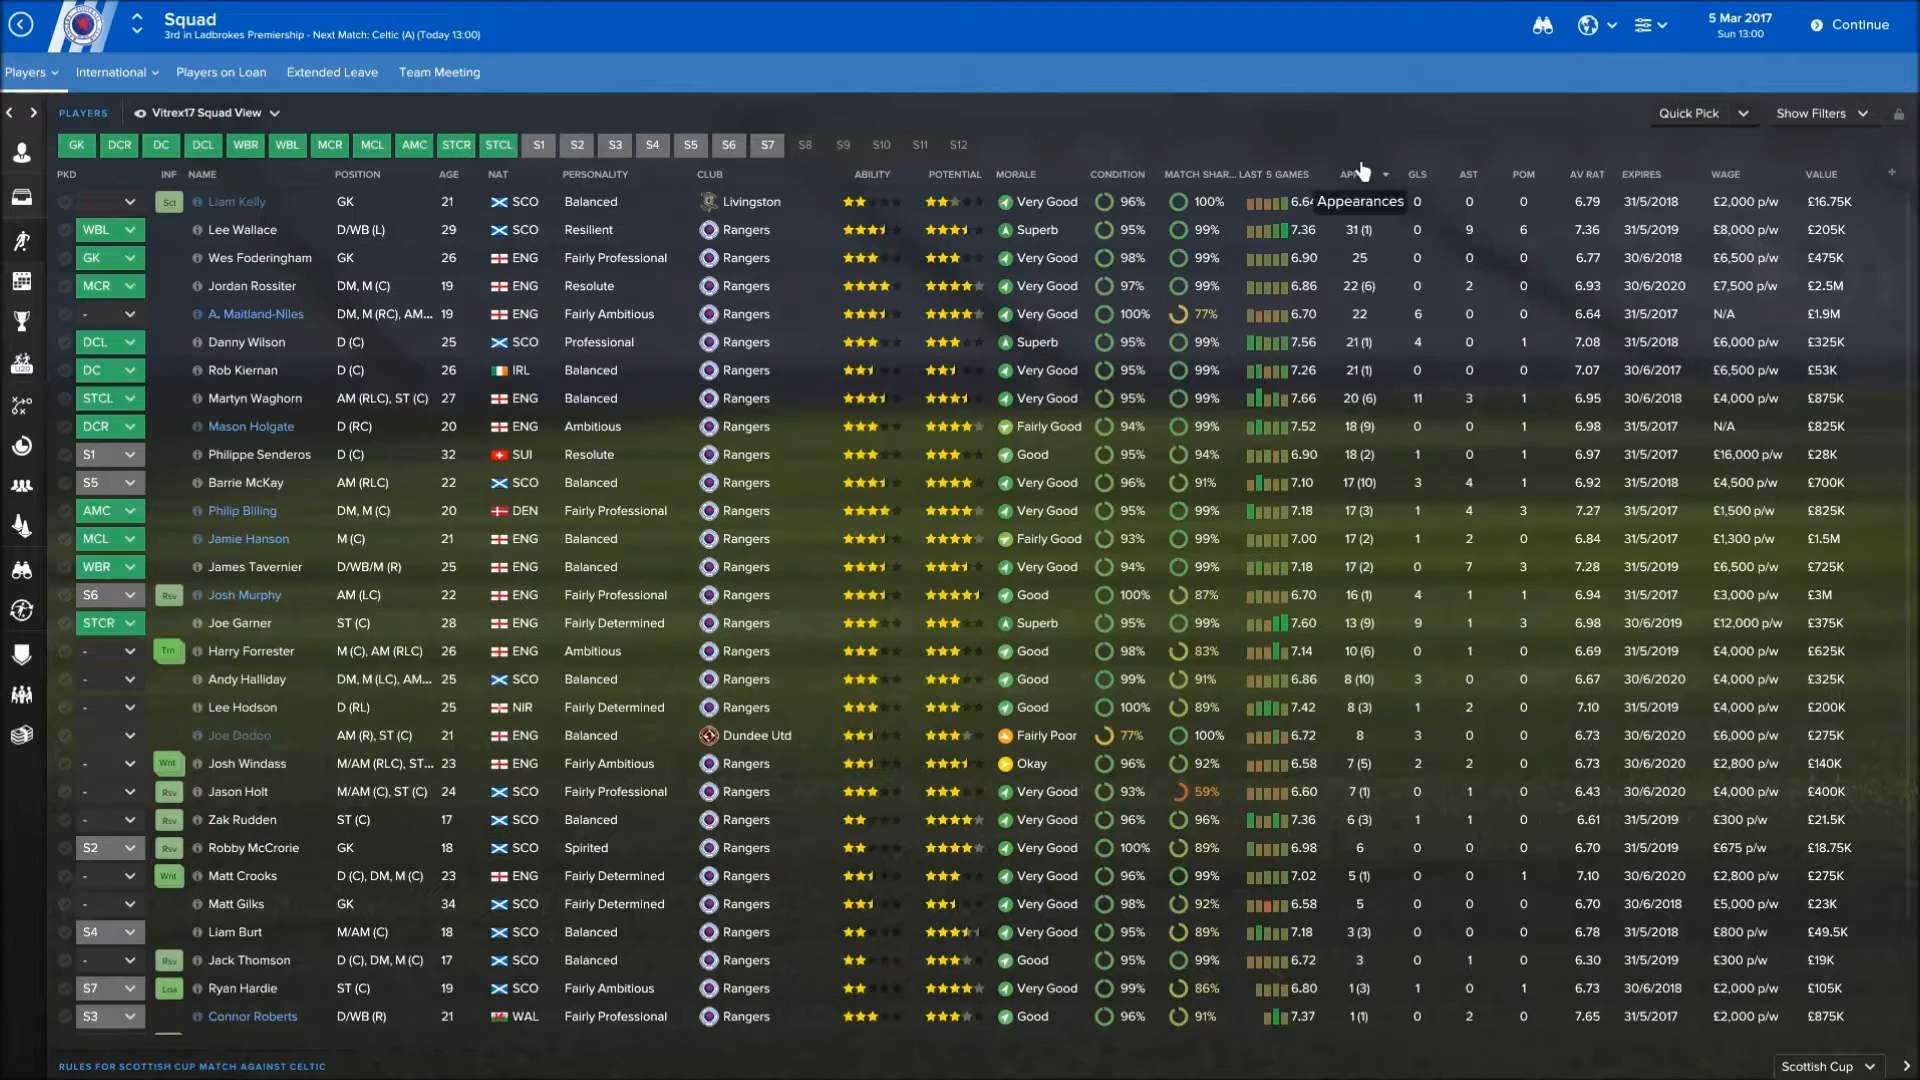 Squad
3rd in Ladbrokes Premiership - Next Match: Celtic (A) (Today 13:00)
5 Mar 2017
Sun 13:00
Continue
Players International Players on Loan Extended Leave Team Meeting
PLAYERS Vitrex17 Squad View Quick Pick Show Filters
GK DCR DC DCL WBR WBL MCR MCL AMC STCR STCL S1 S2 S3 S4 S5 S6 S7 S8 S9 S10 S11 S12
PKD INF NAME POSITION AGE NAT PERSONALITY CLUB ABILITY POTENTIAL MORALE CONDITION MATCH SHAR... LAST 5 GAMES GLS AST POM AV RAT EXPIRES WAGE VALUE
Sct Liam Kelly GK 21 SCO Balanced Livingston Very Good 96% 100% 6.64 Appearances 0 0 0 6.79 31/5/2018 £2,000 p/w £16.75K
WBL Lee Wallace D/WB (L) 29 SCO Resilient Rangers Superb 95% 99% 7.36 31 (1) 0 9 6 7.36 31/5/2019 £8,000 p/w £205K
GK Wes Foderingham GK 26 ENG Fairly Professional Rangers Very Good 98% 99% 6.90 25 0 0 0 6.77 30/6/2018 £6,500 p/w £475K
MCR Jordan Rossiter DM, M (C) 19 ENG Resolute Rangers Very Good 97% 99% 6.86 22 (6) 0 2 0 6.93 30/6/2020 £7,500 p/w £2.5M
- A. Maitland-Niles DM, M (RC), AM... 19 ENG Fairly Ambitious Rangers Very Good 100% 77% 6.70 22 6 0 0 6.64 31/5/2017 N/A £1.9M
DCL Danny Wilson D (C) 25 SCO Professional Rangers Superb 95% 99% 7.56 21 (1) 4 0 1 7.08 31/5/2018 £6,000 p/w £325K
DC Rob Kiernan D (C) 26 IRL Balanced Rangers Very Good 95% 99% 7.26 21 (1) 0 0 0 7.07 30/6/2017 £6,500 p/w £53K
STCL Martyn Waghorn AM (RLC), ST (C) 27 ENG Balanced Rangers Very Good 95% 99% 7.66 20 (6) 11 3 1 6.95 30/6/2018 £4,000 p/w £875K
DCR Mason Holgate D (RC) 20 ENG Ambitious Rangers Fairly Good 94% 99% 7.52 18 (9) 0 0 1 6.98 31/5/2017 N/A £825K
S1 Philippe Senderos D (C) 32 SUI Resolute Rangers Good 95% 94% 6.90 18 (2) 1 0 1 6.97 31/5/2017 £16,000 p/w £28K
S5 Barrie McKay AM (RLC) 22 SCO Balanced Rangers Very Good 96% 91% 7.10 17 (10) 3 4 1 6.92 31/5/2018 £4,500 p/w £700K
AMC Philip Billing DM, M (C) 20 DEN Fairly Professional Rangers Very Good 95% 99% 7.18 17 (3) 1 4 3 7.27 31/5/2017 £1,500 p/w £825K
MCL Jamie Hanson M (C) 21 ENG Balanced Rangers Fairly Good 93% 99% 7.00 17 (2) 1 2 0 6.84 31/5/2017 £1,300 p/w £1.5M
WBR James Tavernier D/WB/M (R) 25 ENG Balanced Rangers Very Good 94% 99% 7.18 17 (2) 0 7 3 7.28 31/5/2019 £6,500 p/w £725K
S6 Rsv Josh Murphy AM (LC) 22 ENG Fairly Professional Rangers Good 100% 87% 6.70 16 (1) 4 1 1 6.94 31/5/2017 £3,000 p/w £3M
STCR Joe Garner ST (C) 28 ENG Fairly Determined Rangers Superb 95% 99% 7.60 13 (9) 9 1 3 6.98 30/6/2019 £12,000 p/w £375K
- Trn Harry Forrester M (C), AM (RLC) 26 ENG Ambitious Rangers Good 98% 83% 7.14 10 (6) 0 1 0 6.69 31/5/2019 £4,000 p/w £625K
- Andy Halliday DM, M (LC), AM... 25 SCO Balanced Rangers Good 99% 91% 6.86 8 (10) 3 0 0 6.67 30/6/2020 £4,000 p/w £325K
- Lee Hodson D (RL) 25 NIR Fairly Determined Rangers Good 100% 89% 7.42 8 (3) 1 2 0 7.10 31/5/2019 £4,000 p/w £200K
Joe Dodoo AM (R), ST (C) 21 ENG Balanced Dundee Utd Fairly Poor 77% 100% 6.72 8 3 0 0 6.73 30/6/2020 £6,000 p/w £275K
- Wnt Josh Windass M/AM (RLC), ST... 23 ENG Fairly Ambitious Rangers Okay 96% 92% 6.58 7 (5) 2 2 0 6.73 30/6/2020 £2,800 p/w £140K
- Rsv Jason Holt M/AM (C), ST (C) 24 SCO Fairly Professional Rangers Very Good 93% 59% 6.60 7 (1) 0 1 0 6.43 30/6/2020 £2,000 p/w £400K
- Rsv Zak Rudden ST (C) 17 SCO Balanced Rangers Very Good 96% 96% 7.36 6 (3) 1 1 0 6.61 31/5/2019 £300 p/w £21.5K
S2 Rsv Robby McCrorie GK 18 SCO Spirited Rangers Very Good 100% 89% 6.98 6 0 0 0 6.70 31/5/2019 £675 p/w £18.75K
- Wnt Matt Crooks D (C), DM, M (C) 23 ENG Fairly Determined Rangers Very Good 96% 99% 7.02 5 (1) 0 0 1 7.10 30/6/2020 £2,800 p/w £275K
- Matt Gilks GK 34 SCO Fairly Determined Rangers Very Good 98% 92% 6.58 5 0 0 0 6.70 30/6/2018 £5,000 p/w £23K
S4 Liam Burt M/AM (C) 18 SCO Balanced Rangers Very Good 95% 89% 7.18 3 (3) 0 0 0 6.78 31/5/2018 £800 p/w £49.5K
- Rsv Jack Thomson D (C), DM, M (C) 17 SCO Balanced Rangers Good 95% 99% 6.72 3 0 1 0 6.30 31/5/2019 £300 p/w £19K
S7 Loa Ryan Hardie ST (C) 19 SCO Fairly Ambitious Rangers Very Good 99% 86% 6.80 1 (3) 1 0 1 6.73 30/6/2018 £2,000 p/w £105K
S3 Connor Roberts D/WB (R) 21 WAL Fairly Professional Rangers Good 96% 91% 7.37 1 (1) 0 2 0 7.65 31/5/2017 £2,000 p/w £875K
RULES FOR SCOTTISH CUP MATCH AGAINST CELTIC Scottish Cup